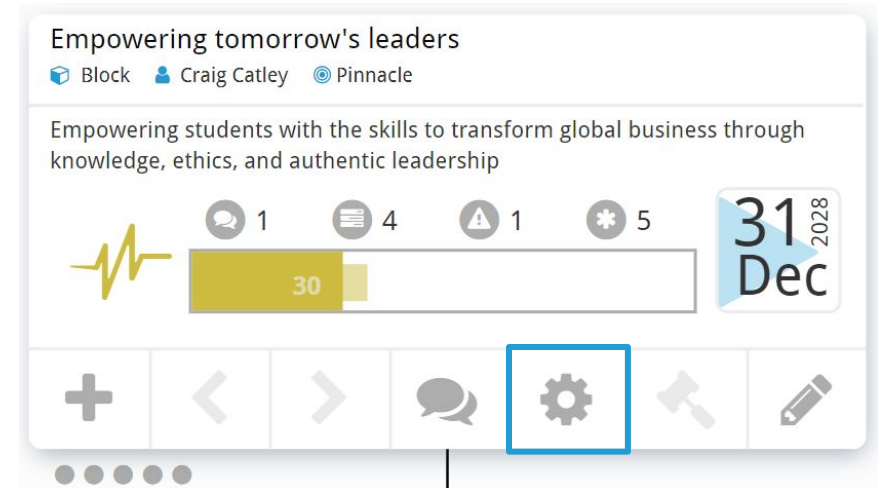 Empowering tomorrow's leaders
Block Craig Catley Pinnacle
Empowering students with the skills to transform global business through
knowledge, ethics, and authentic leadership
1 4 1 5
30
31 2028
Dec